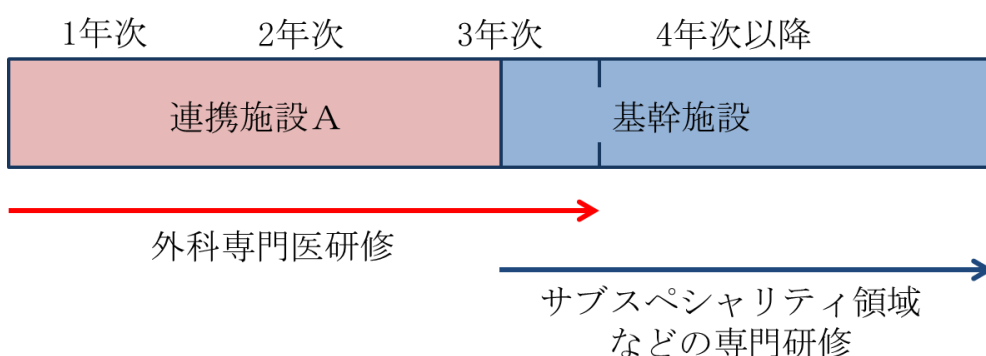 1年次 2年次 3年次 4年次以降
連携施設A 基幹施設
外科専門医研修
サブスペシャリティ領域
などの専門研修